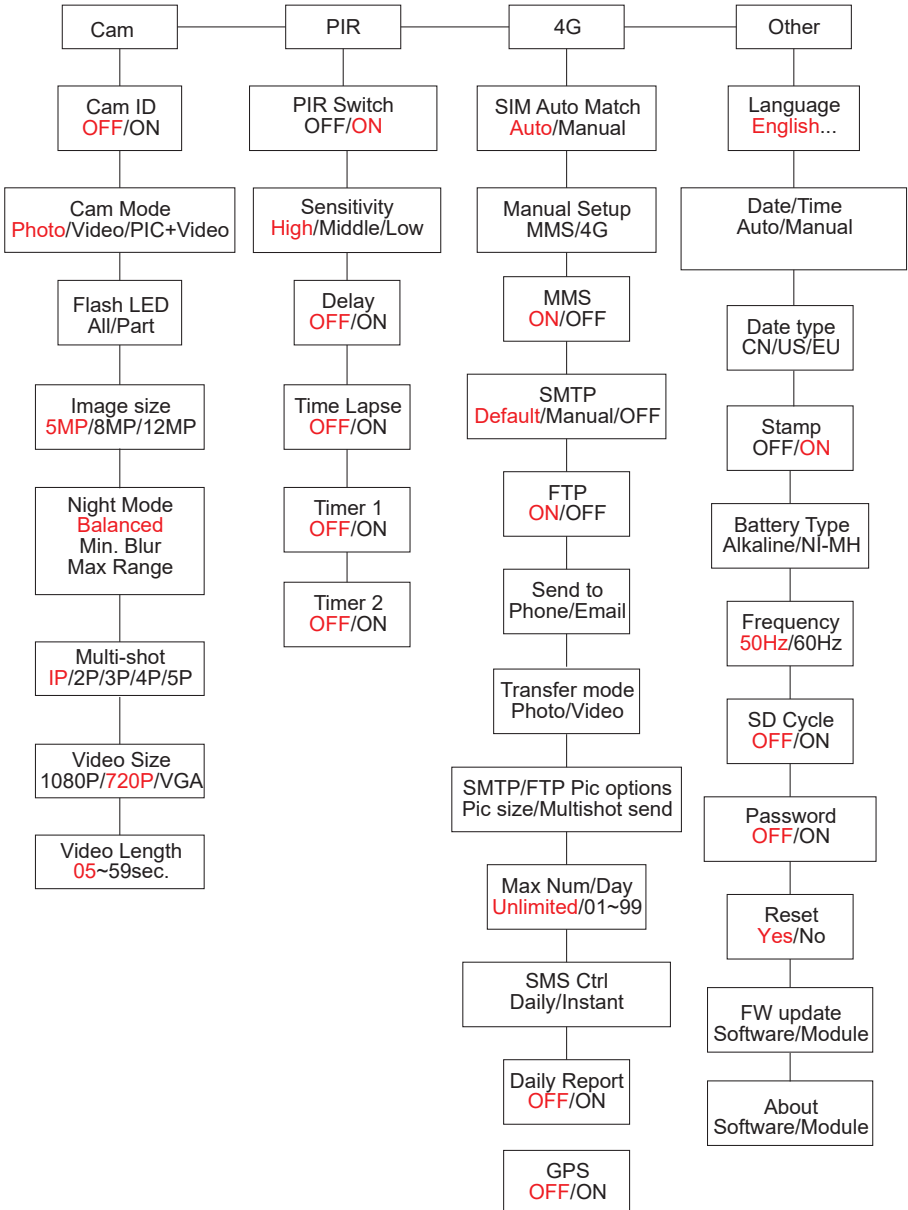 Cam
PIR
4G
Other
Cam ID
OFF/ON
Cam Mode
Photo/Video/PIC+Video
Flash LED
All/Part
Image size
5MP/8MP/12MP
Night Mode
Balanced
Min. Blur
Max Range
Multi-shot
IP/2P/3P/4P/5P
Video Size
1080P/720P/VGA
Video Length
05~59sec.
PIR Switch
OFF/ON
Sensitivity
High/Middle/Low
Delay
OFF/ON
Time Lapse
OFF/ON
Timer 1
OFF/ON
Timer 2
OFF/ON
SIM Auto Match
Auto/Manual
Manual Setup
MMS/4G
MMS
ON/OFF
SMTP
Default/Manual/OFF
FTP
ON/OFF
Send to
Phone/Email
Transfer mode
Photo/Video
SMTP/FTP Pic options
Pic size/Multishot send
Max Num/Day
Unlimited/01~99
SMS Ctrl
Daily/Instant
Daily Report
OFF/ON
GPS
OFF/ON
Language
English...
Date/Time
Auto/Manual
Date type
CN/US/EU
Stamp
OFF/ON
Battery Type
Alkaline/NI-MH
Frequency
50Hz/60Hz
SD Cycle
OFF/ON
Password
OFF/ON
Reset
Yes/No
FW update
Software/Module
About
Software/Module